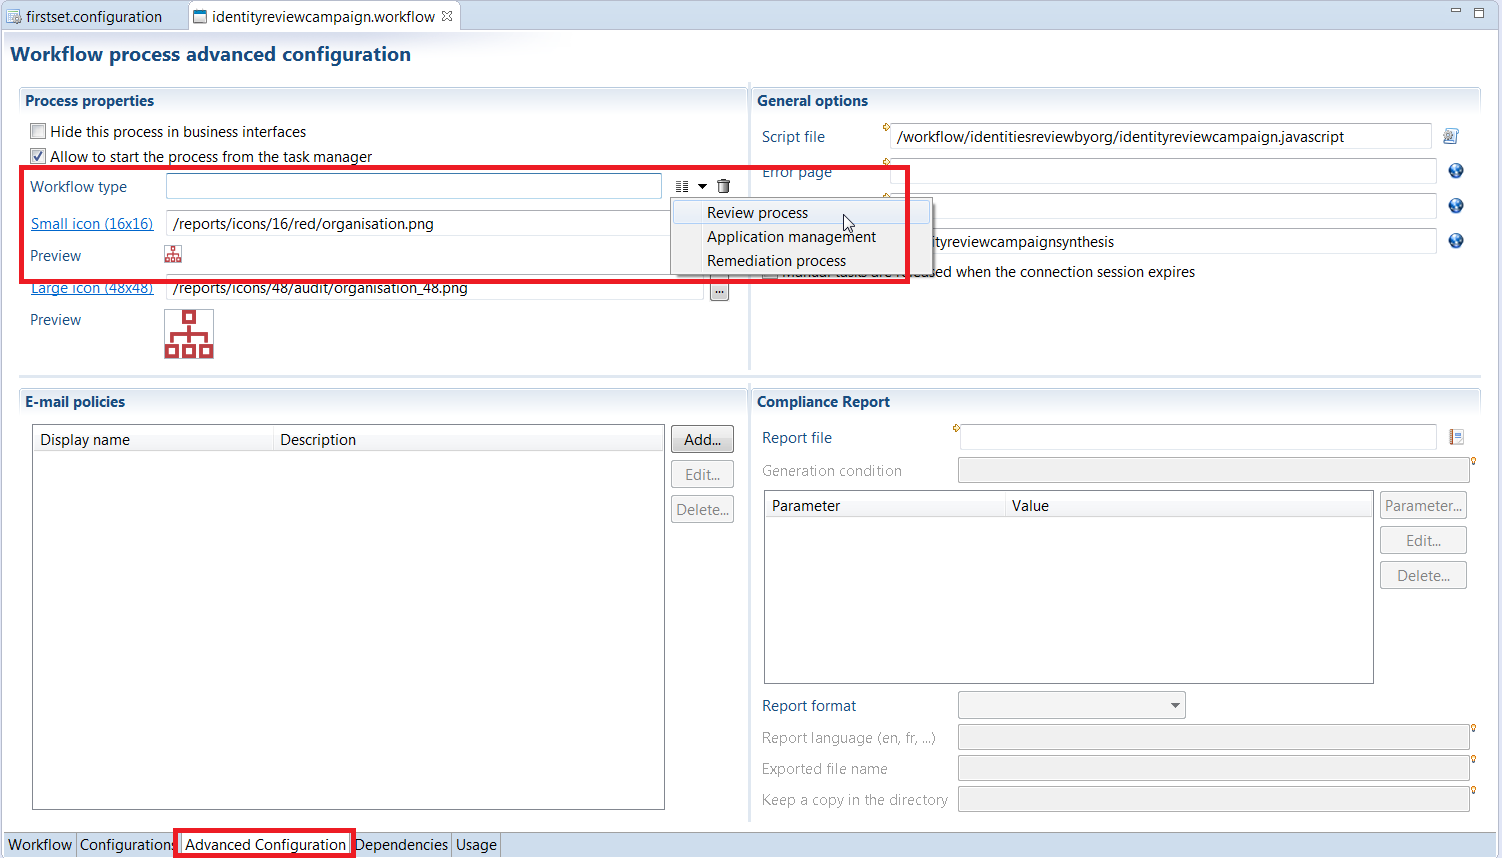 firstset.configuration
identityreviewcampaign.workflow
Workflow process advanced configuration
Process properties
Hide this process in business interfaces
Allow to start the process from the task manager
Workflow type
Small icon (16x16) /reports/icons/16/red/organisation.png
Preview
Large icon (48x48) /reports/icons/48/audit/organisation_48.png ...
Preview
Review process
Application management
Remediation process
General options
Script file /workflow/identitiesreviewbyorg/identityreviewcampaign.javascript
Error page
tityreviewcampaignsynthesis
Manual tasks are released when the connection session expires
E-mail policies
Display name Description
Add...
Edit...
Delete...
Compliance Report
Report file
Generation condition
Parameter Value
Parameter...
Edit...
Delete...
Report format
Report language (en, fr, ...)
Exported file name
Keep a copy in the directory
Workflow Configurations Advanced Configuration Dependencies Usage